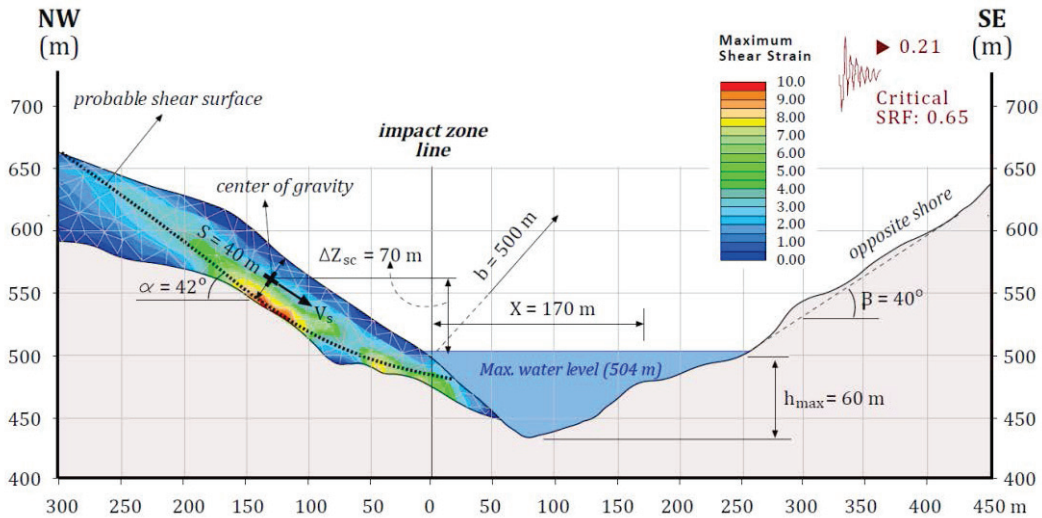 NW
(m)
SE
(m)
Maximum
Shear Strain
10.0
9.00
8.00
7.00
6.00
5.00
4.00
3.00
2.00
1.00
0.00
0.21
Critical
SRF: 0.65
probable shear surface
impact zone
line
center of gravity
S = 40 m
ΔZsc = 70 m
b = 500 m
opposite shore
α = 42°
Vs
X = 170 m
β = 40°
Max. water level (504 m)
hmax = 60 m
700
650
600
550
500
450
400
700
650
600
550
500
450
400
300 250 200 150 100 50 0 50 100 150 200 250 300 350 400 450 m